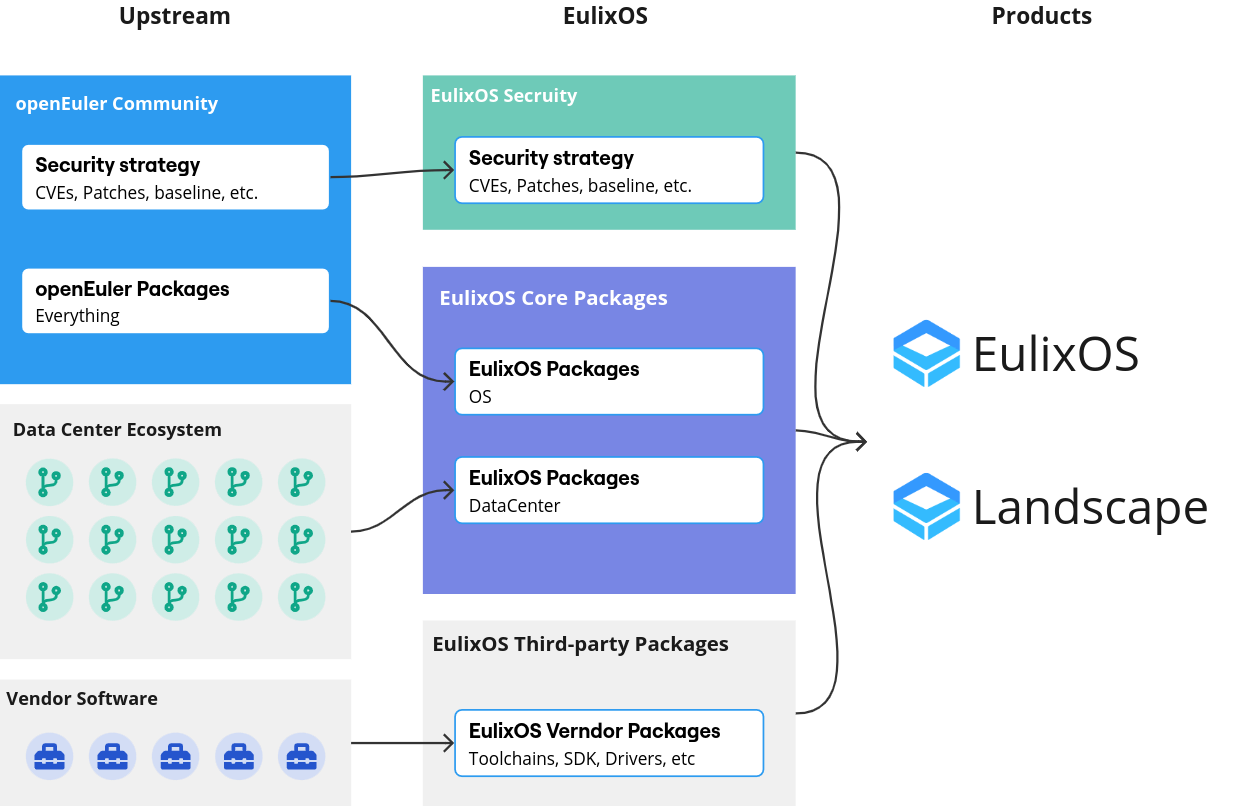 Upstream
EulixOS
Products
openEuler Community
Security strategy
CVEs, Patches, baseline, etc.
openEuler Packages
Everything
Data Center Ecosystem
Vendor Software
EulixOS Secruity
Security strategy
CVEs, Patches, baseline, etc.
EulixOS Core Packages
EulixOS Packages
OS
EulixOS Packages
DataCenter
EulixOS Third-party Packages
EulixOS Verndor Packages
Toolchains, SDK, Drivers, etc
EulixOS
Landscape